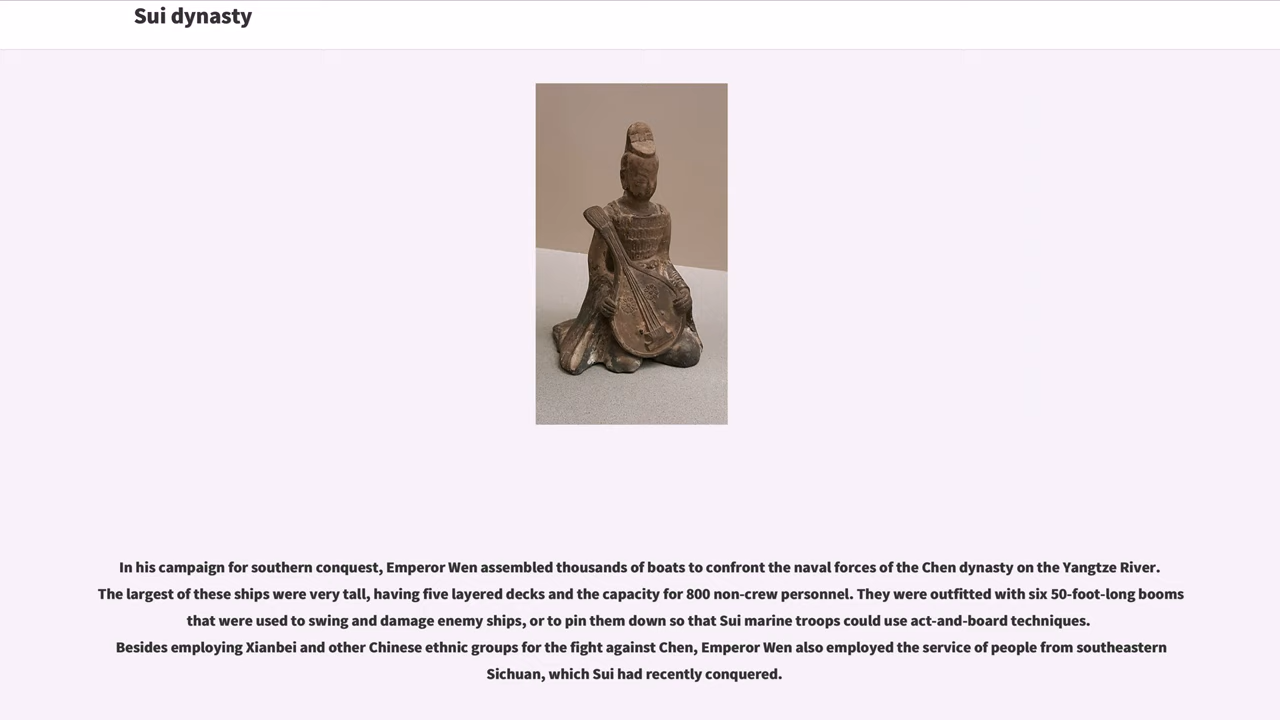 Sui dynasty
In his campaign for southern conquest, Emperor Wen assembled thousands of boats to confront the naval forces of the Chen dynasty on the Yangtze River.
The largest of these ships were very tall, having five layered decks and the capacity for 800 non-crew personnel. They were outfitted with six 50-foot-long booms
that were used to swing and damage enemy ships, or to pin them down so that Sui marine troops could use act-and-board techniques.
Besides employing Xianbei and other Chinese ethnic groups for the fight against Chen, Emperor Wen also employed the service of people from southeastern
Sichuan, which Sui had recently conquered.